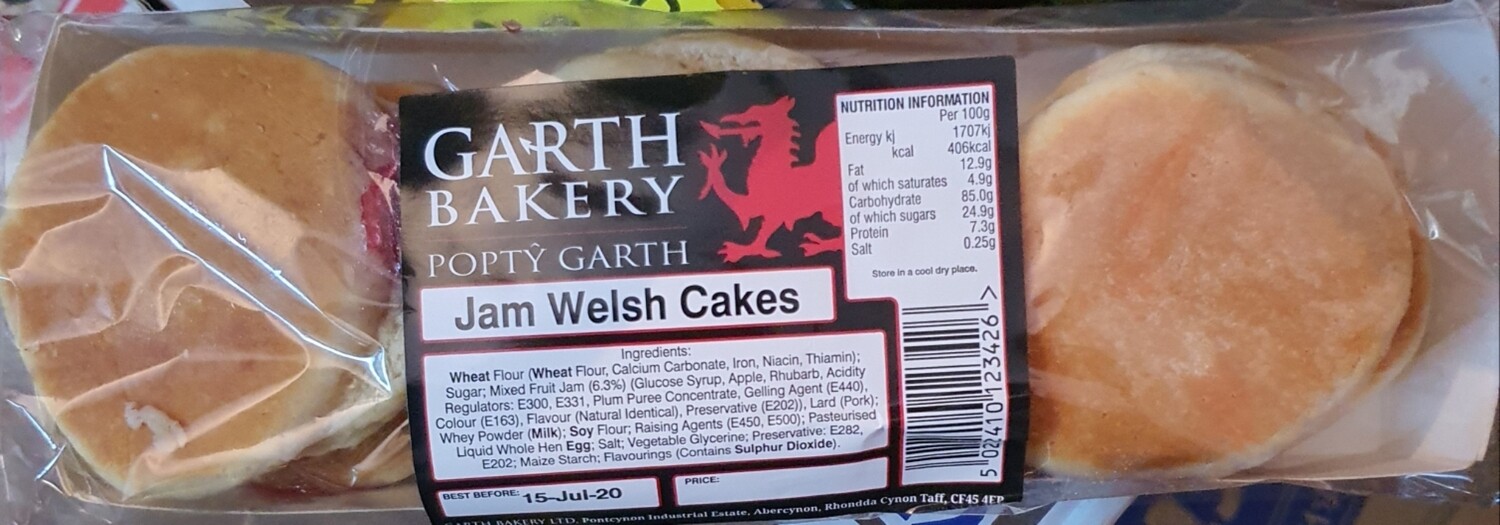 GARTH
BAKERY
POPTŶ GARTH
Jam Welsh Cakes
Ingredients:
Wheat Flour (Wheat Flour, Calcium Carbonate, Iron, Niacin, Thiamin);
Sugar; Mixed Fruit Jam (6.3%) (Glucose Syrup, Apple, Rhubarb, Acidity
Regulators: E300, E331, Plum Puree Concentrate, Gelling Agent (E440),
Colour (E163), Flavour (Natural Identical), Preservative (E202)), Lard (Pork);
Whey Powder (Milk); Soy Flour; Raising Agents (E450, E500); Pasteurised
Liquid Whole Hen Egg; Salt; Vegetable Glycerine; Preservative: E282,
E202; Maize Starch; Flavourings (Contains Sulphur Dioxide).
BEST BEFORE: 15-Jul-20
PRICE:
GARTH BAKERY LTD, Pontcynon Industrial Estate, Abercynon, Rhondda Cynon Taff, CF45 4EP
NUTRITION INFORMATION
Per 100g
Energy kj 1707kj
kcal 406kcal
Fat 12.9g
of which saturates 4.9g
Carbohydrate 85.0g
of which sugars 24.9g
Protein 7.3g
Salt 0.25g
Store in a cool dry place.
5 022410 123426 >